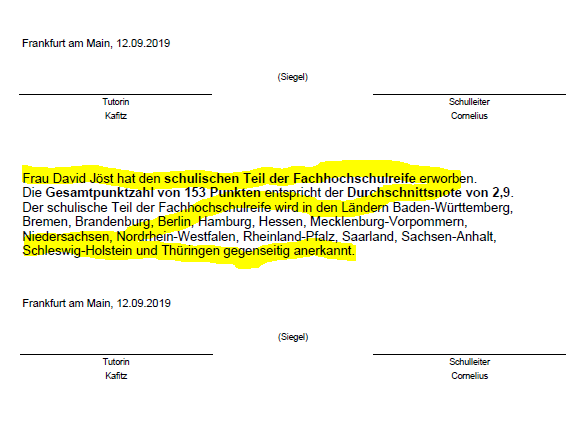 Frankfurt am Main, 12.09.2019
(Siegel)
Tutorin Schulleiter
Kafitz Cornelius
Frau David Jöst hat den schulischen Teil der Fachhochschulreife erworben.
Die Gesamtpunktzahl von 153 Punkten entspricht der Durchschnittsnote von 2,9.
Der schulische Teil der Fachhochschulreife wird in den Ländern Baden-Württemberg,
Bremen, Brandenburg, Berlin, Hamburg, Hessen, Mecklenburg-Vorpommern,
Niedersachsen, Nordrhein-Westfalen, Rheinland-Pfalz, Saarland, Sachsen-Anhalt,
Schleswig-Holstein und Thüringen gegenseitig anerkannt.
Frankfurt am Main, 12.09.2019
(Siegel)
Tutorin Schulleiter
Kafitz Cornelius